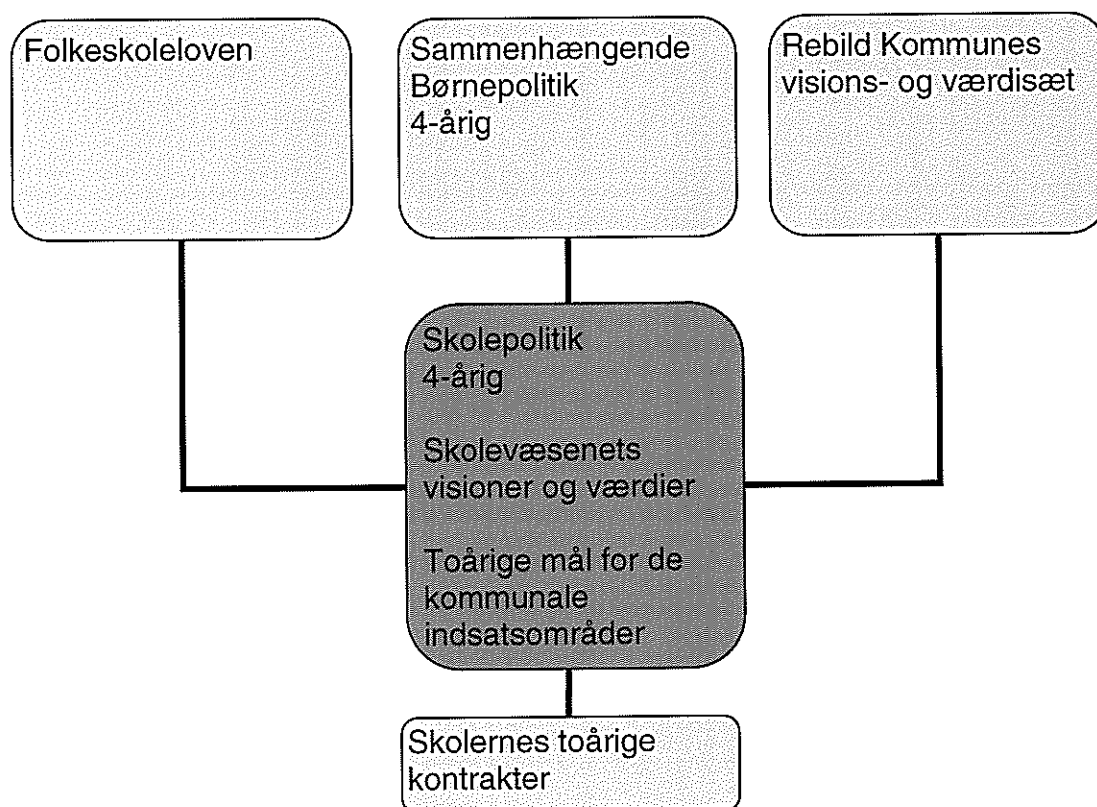 Folkeskoleloven
Sammenhængende
Børnepolitik
4-årig
Rebild Kommunes
visions- og værdisæt
Skolepolitik
4-årig
Skolevæsenets
visioner og værdier
Toårige mål for de
kommunale
indsatsområder
Skolernes toårige
kontrakter